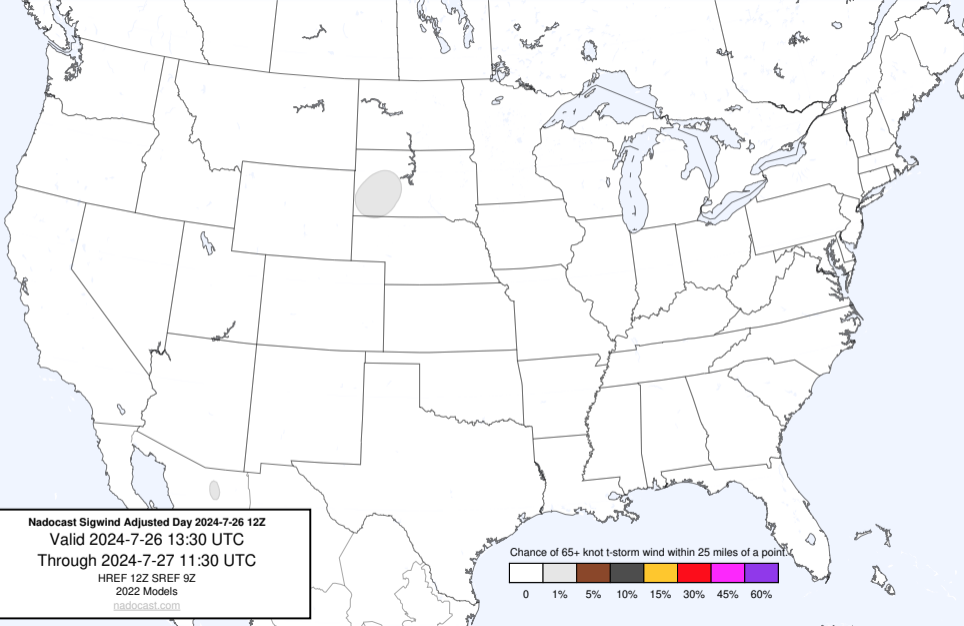 Nadocast Sigwind Adjusted Day 2024-7-26 12Z
Valid 2024-7-26 13:30 UTC
Through 2024-7-27 11:30 UTC
HREF 12Z SREF 9Z
2022 Models
nadocast.com
Chance of 65+ knot t-storm wind within 25 miles of a point.
0 1% 5% 10% 15% 30% 45% 60%